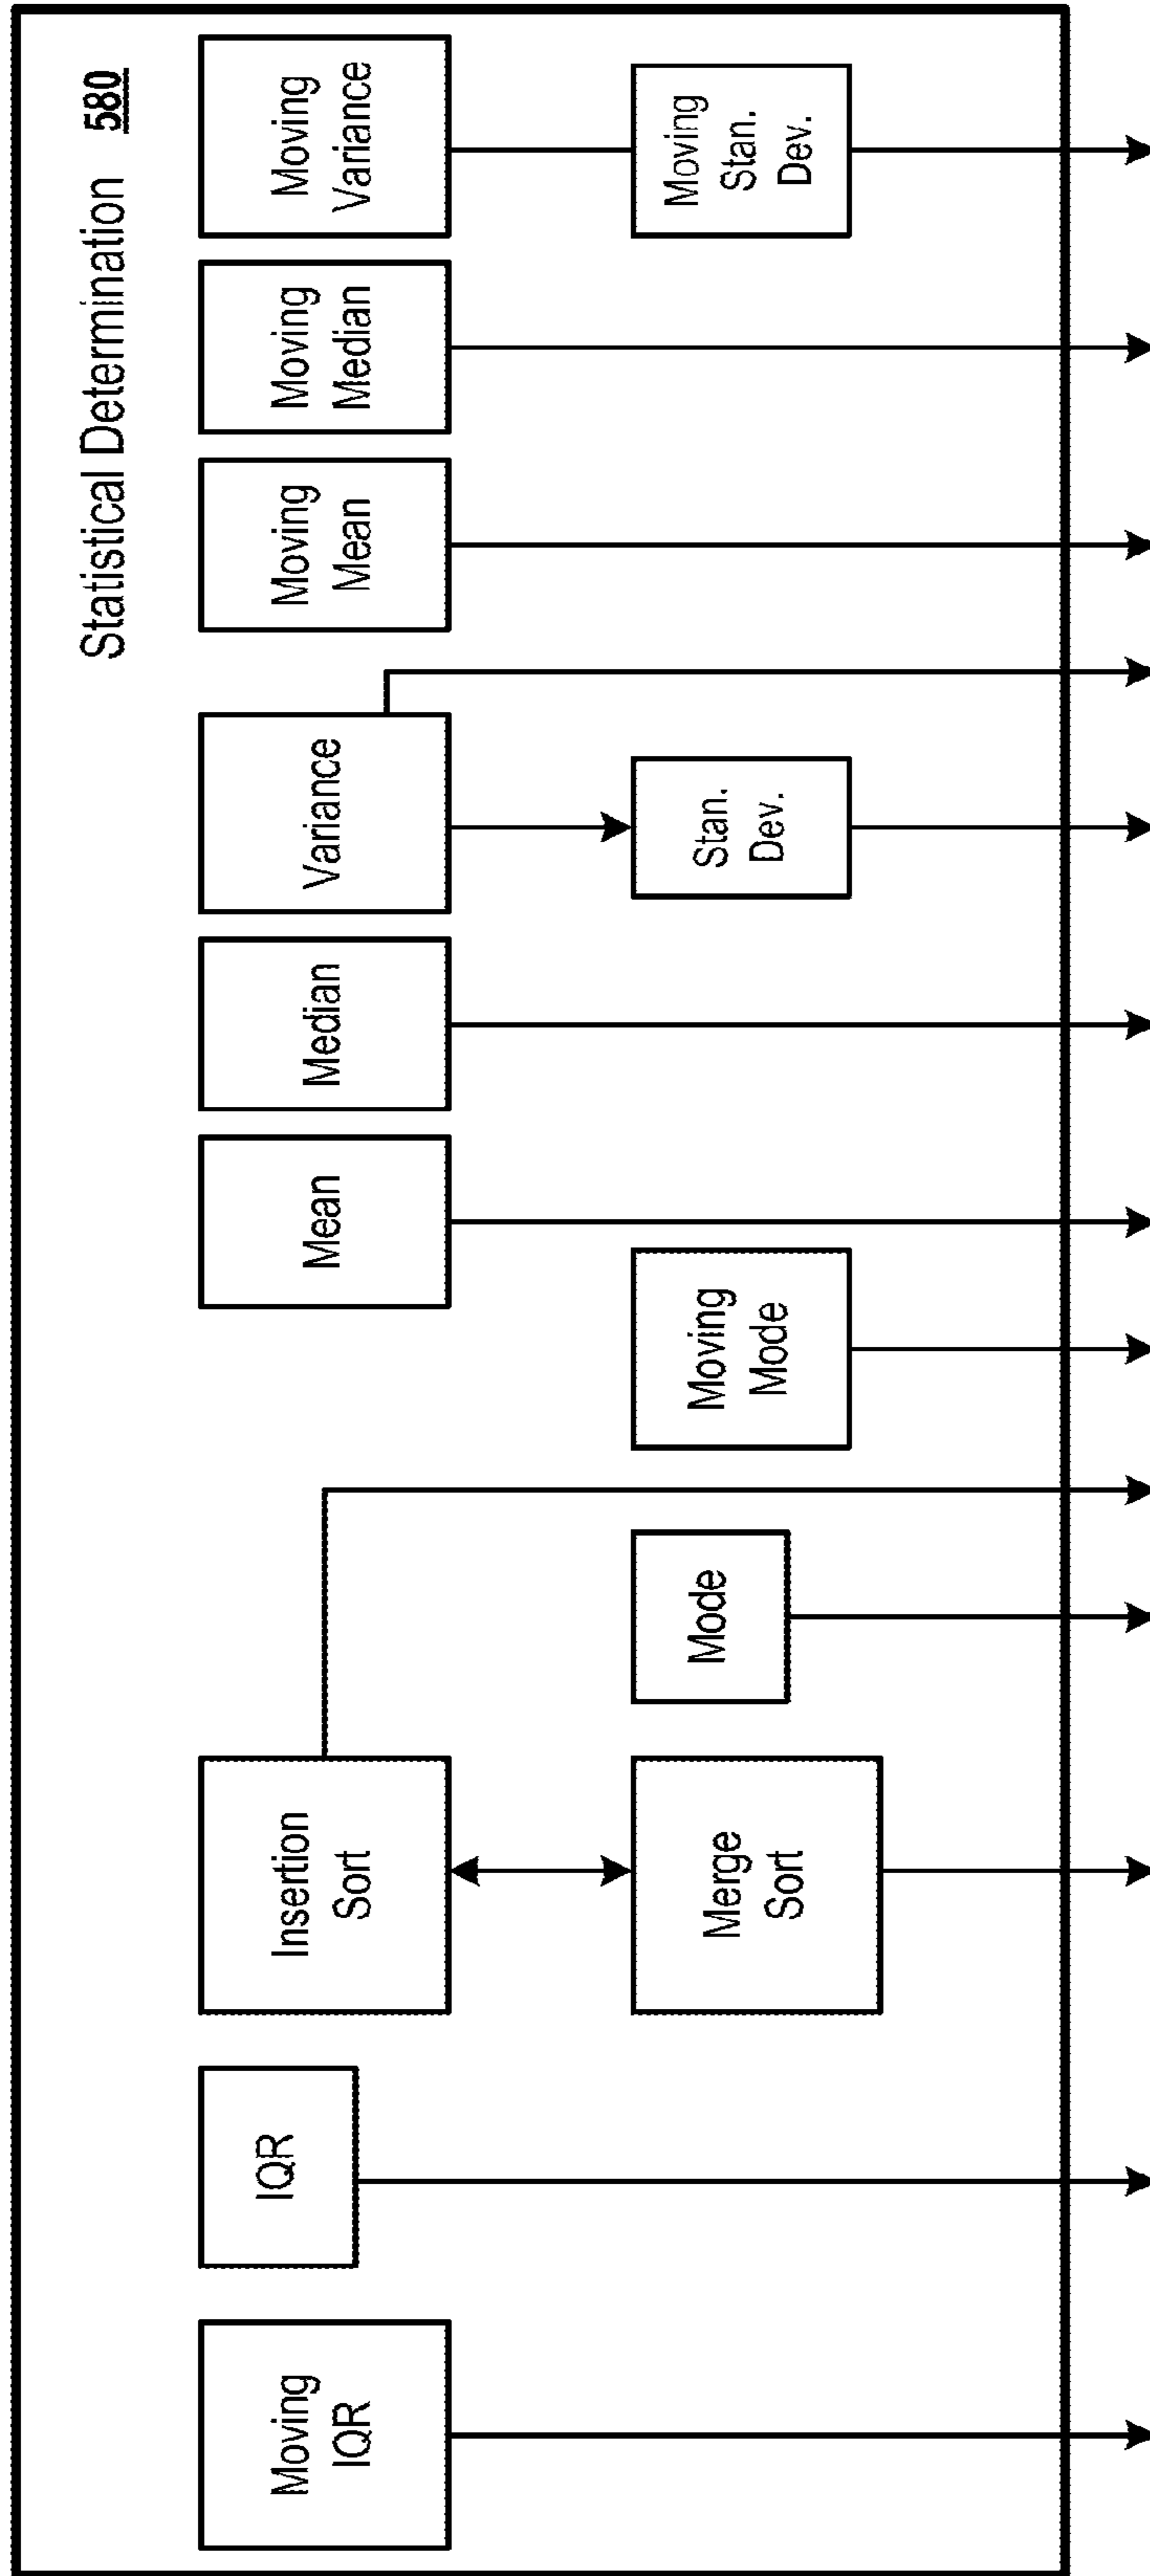 Statistical Determination 580
Moving
IQR
IQR
Insertion
Sort
Mean
Median
Variance
Moving
Mean
Moving
Median
Moving
Variance
Merge
Sort
Mode
Moving
Mode
Stan.
Dev.
Moving
Stan.
Dev.